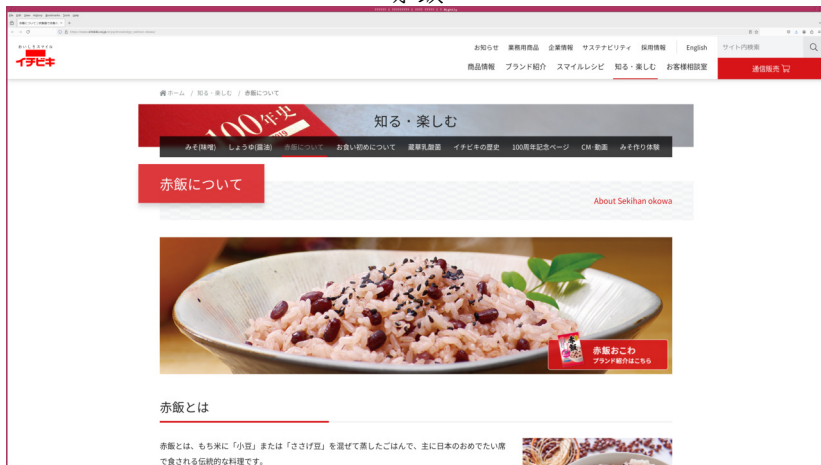 お知らせ 業務用商品 企業情報 サステナビリティ 採用情報 English サイト内検索
おいしさスマイル
イチビキ
商品情報 ブランド紹介 スマイルレシピ 知る・楽しむ お客様相談室 通信販売
ホーム / 知る・楽しむ / 赤飯について
100年史
知る・楽しむ
みそ(味噌) しょうゆ(醤油) 赤飯について お食い初めについて 蔵華乳酸菌 イチビキの歴史 100周年記念ページ CM・動画 みそ作り体験
赤飯について
About Sekihan okowa
赤飯おこわ
ブランド紹介はこちら
赤飯とは
赤飯とは、もち米に「小豆」または「ささげ豆」を混ぜて蒸したごはんで、主に日本のおめでたい席
で食される伝統的な料理です。